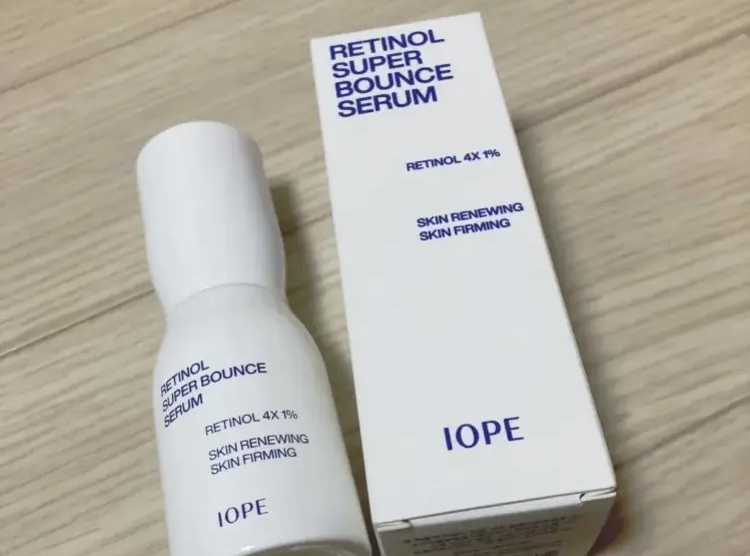 RETINOL
SUPER
BOUNCE
SERUM
RETINOL 4X 1%
SKIN RENEWING
SKIN FIRMING
IOPE
RETINOL
SUPER BOUNCE
SERUM
RETINOL 4X 1%
SKIN RENEWING
SKIN FIRMING
IOPE